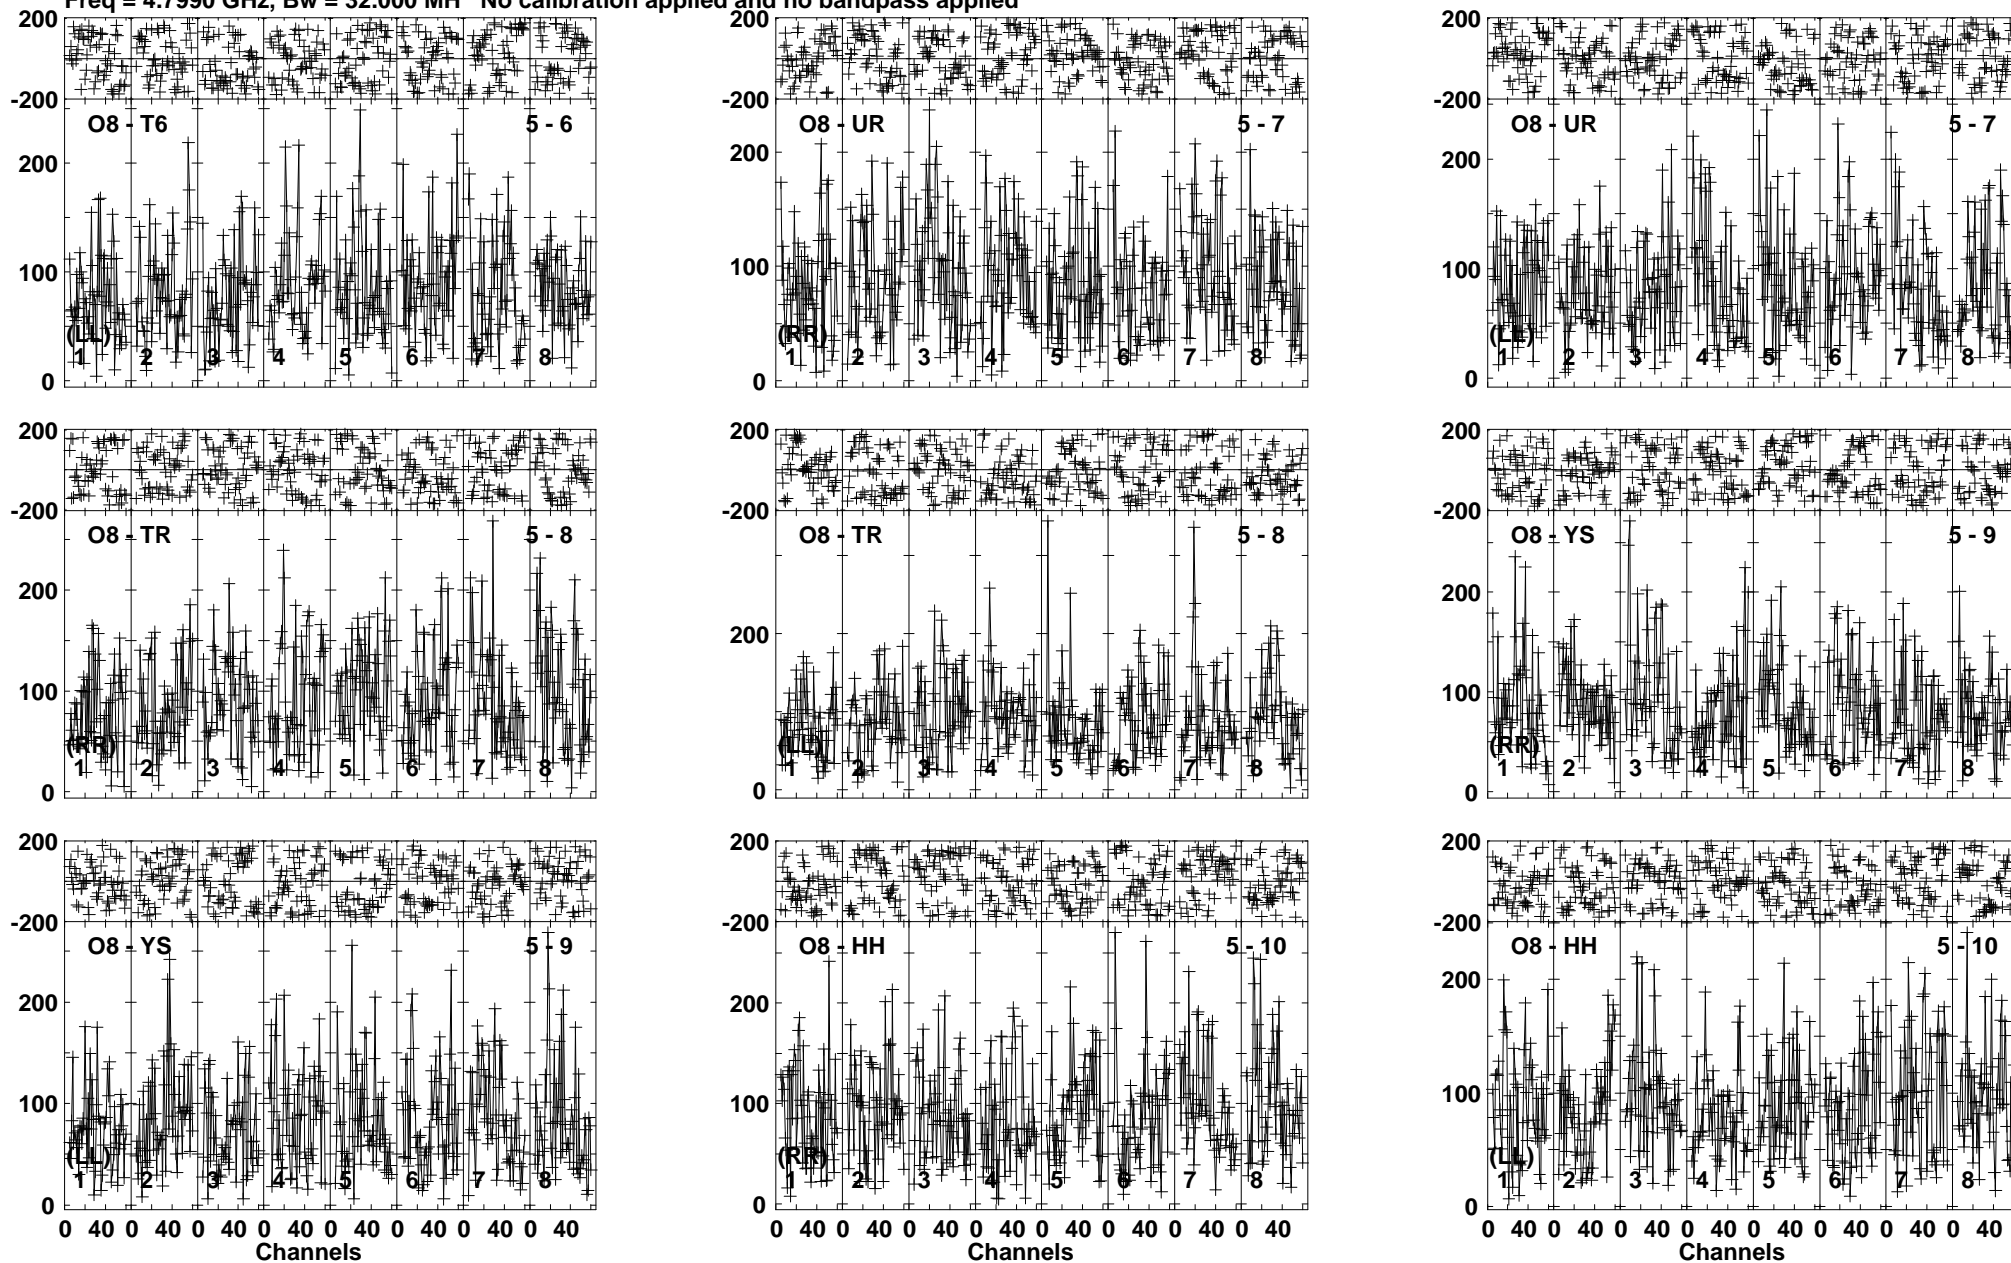 Freq = 4.7990 GHz, Bw = 32.000 MH No calibration applied and no bandpass applied
200 200 200
-200 -200 -200
O8 - T6 5 - 6 O8 - UR 5 - 7 O8 - UR 5 - 7
200 200 200
100 100 100
(LL) (RR) (LL)
1 2 3 4 5 6 7 8 1 2 3 4 5 6 7 8 1 2 3 4 5 6 7 8
0 0 0
200 200 200
-200 -200 -200
O8 - TR 5 - 8 O8 - TR 5 - 8 O8 - YS 5 - 9
200 200 200
100 100
(RR) (LL) (RR)
1 2 3 4 5 6 7 8 1 2 3 4 5 6 7 8 1 2 3 4 5 6 7 8
0 0 0
200 200 200
-200 -200 -200
O8 - YS 5 - 9 O8 - HH 5 - 10 O8 - HH 5 - 10
200 200 200
100 100 100
(LL) (RR) (LL)
1 2 3 4 5 6 7 8 1 2 3 4 5 6 7 8 1 2 3 4 5 6 7 8
0 0 0
0 40 0 40 0 40 0 40 0 40 0 40 0 40 0 40 0 40 0 40 0 40 0 40 0 40 0 40 0 40 0 40 0 40 0 40 0 40 0 40 0 40 0 40 0 40 0 40
Channels Channels Channels